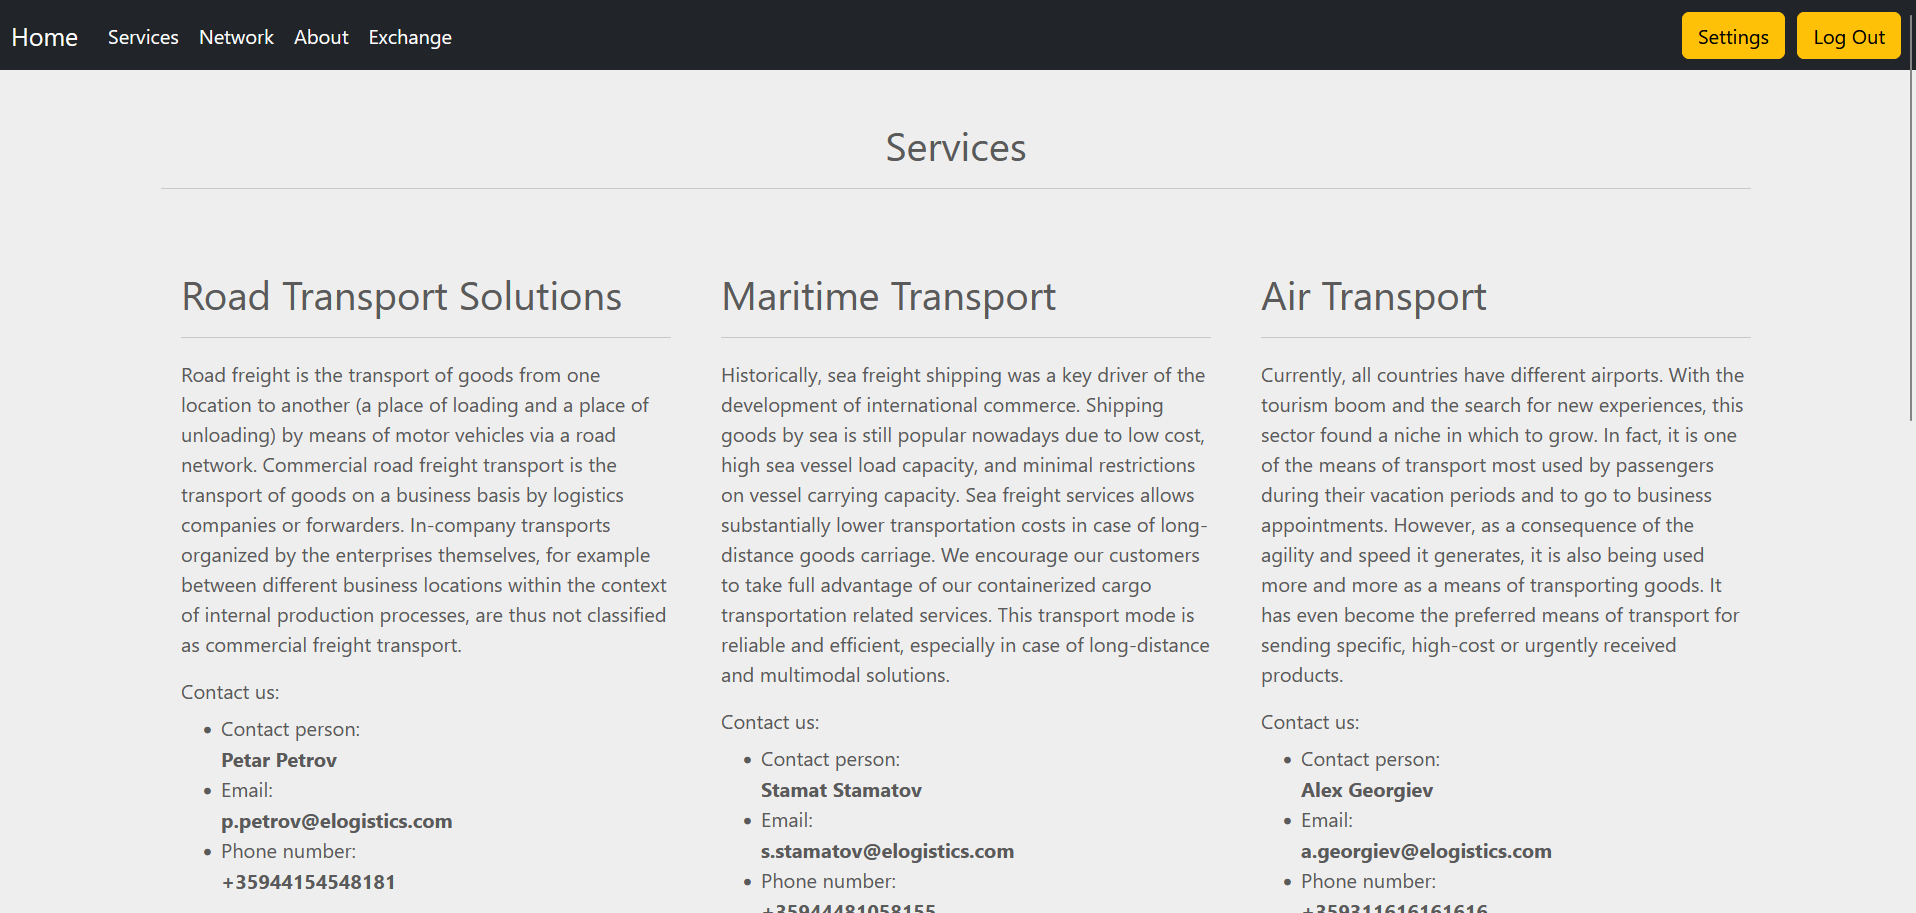 Home Services Network About Exchange Settings Log Out
Services
Road Transport Solutions
Road freight is the transport of goods from one
location to another (a place of loading and a place of
unloading) by means of motor vehicles via a road
network. Commercial road freight transport is the
transport of goods on a business basis by logistics
companies or forwarders. In-company transports
organized by the enterprises themselves, for example
between different business locations within the context
of internal production processes, are thus not classified
as commercial freight transport.
Contact us:
Contact person:
Petar Petrov
Email:
p.petrov@elogistics.com
Phone number:
+35944154548181
Maritime Transport
Historically, sea freight shipping was a key driver of the
development of international commerce. Shipping
goods by sea is still popular nowadays due to low cost,
high sea vessel load capacity, and minimal restrictions
on vessel carrying capacity. Sea freight services allows
substantially lower transportation costs in case of long-
distance goods carriage. We encourage our customers
to take full advantage of our containerized cargo
transportation related services. This transport mode is
reliable and efficient, especially in case of long-distance
and multimodal solutions.
Contact us:
Contact person:
Stamat Stamatov
Email:
s.stamatov@elogistics.com
Phone number:
+35944481058155
Air Transport
Currently, all countries have different airports. With the
tourism boom and the search for new experiences, this
sector found a niche in which to grow. In fact, it is one
of the means of transport most used by passengers
during their vacation periods and to go to business
appointments. However, as a consequence of the
agility and speed it generates, it is also being used
more and more as a means of transporting goods. It
has even become the preferred means of transport for
sending specific, high-cost or urgently received
products.
Contact us:
Contact person:
Alex Georgiev
Email:
a.georgiev@elogistics.com
Phone number:
+359311616161616